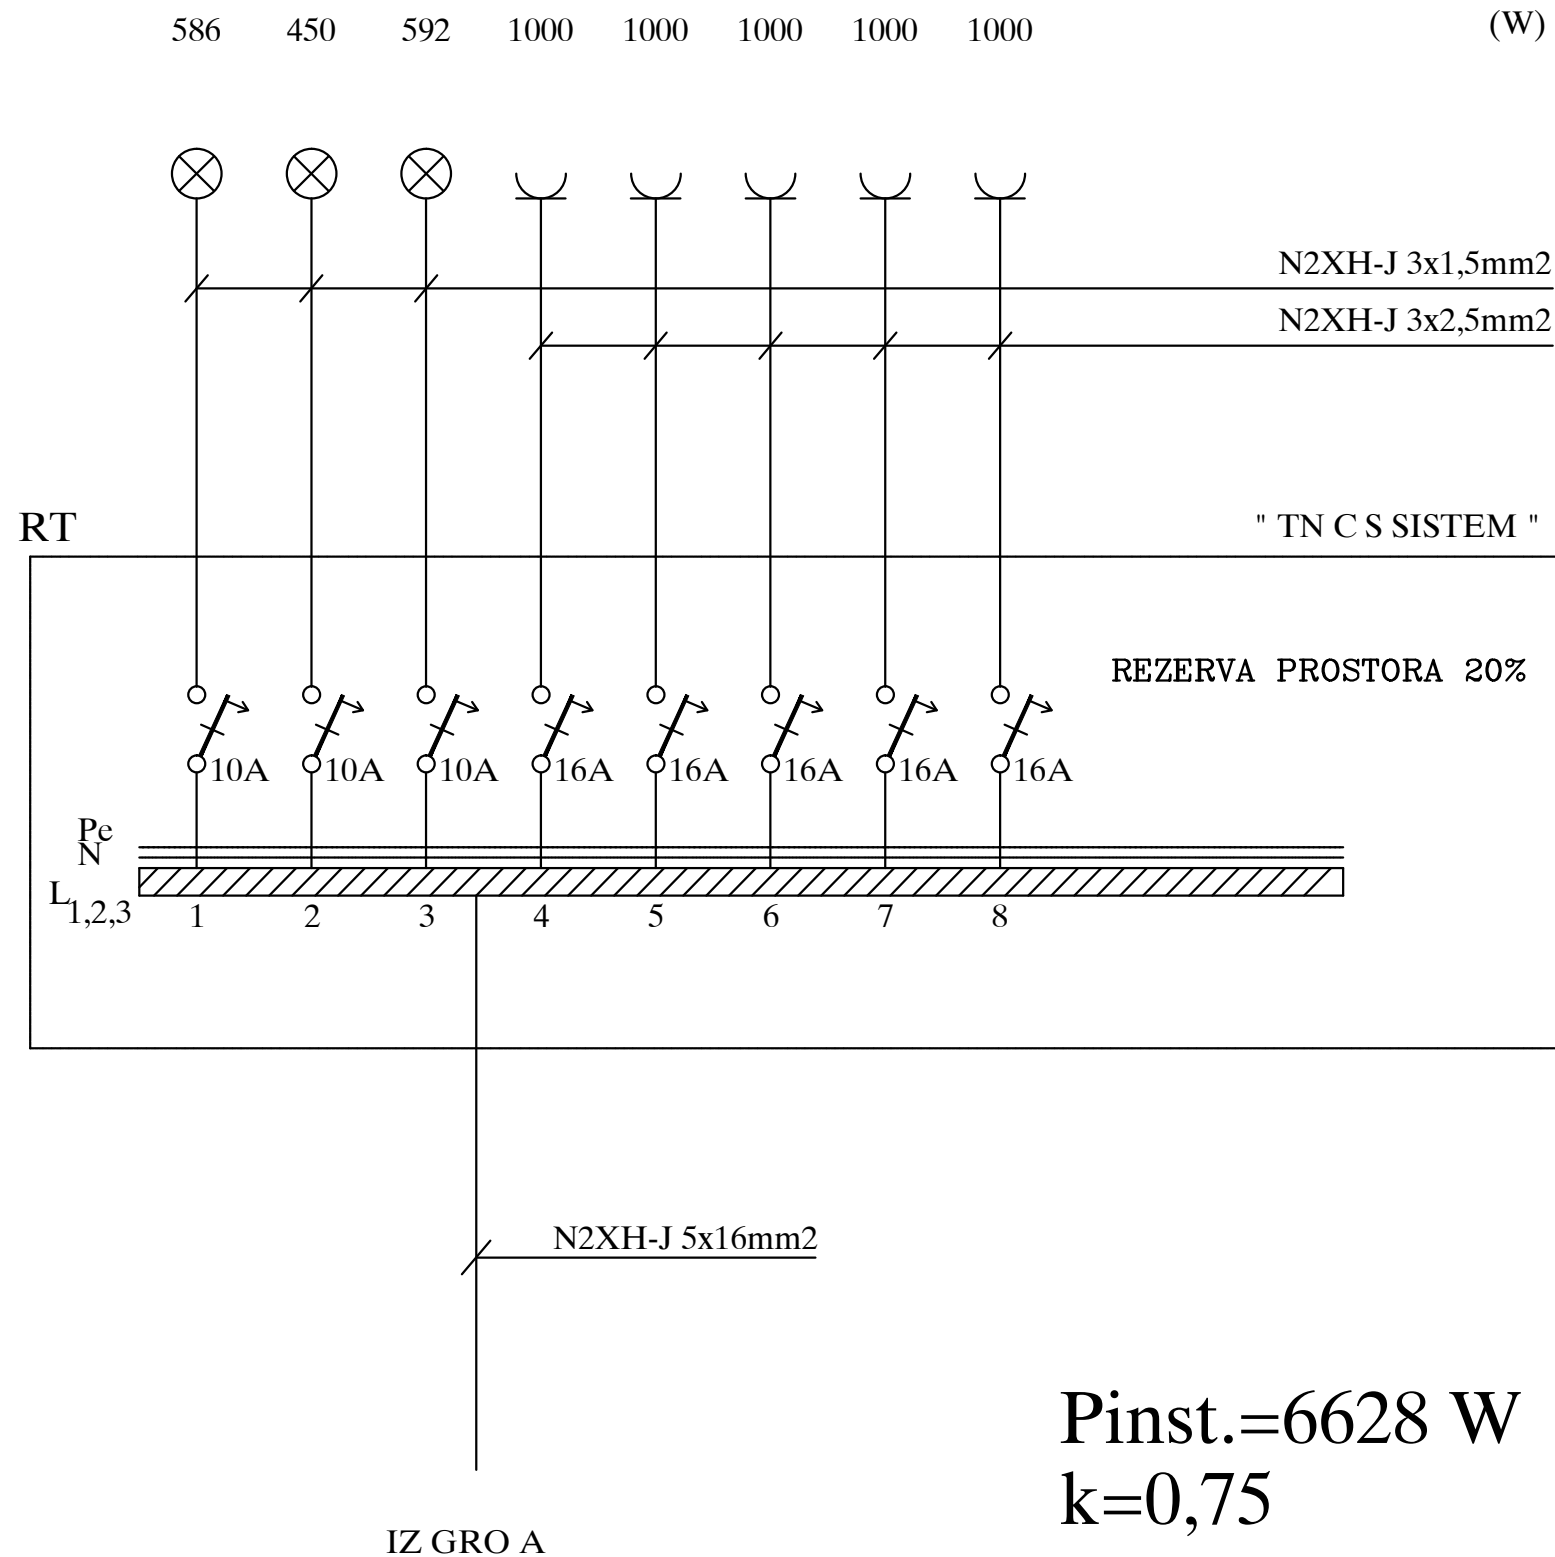 586 450 592 1000 1000 1000 1000 1000 (W)
N2XH-J 3x1,5mm2
N2XH-J 3x2,5mm2
RT " TN C S SISTEM "
REZERVA PROSTORA 20%
10A 10A 10A 16A 16A 16A 16A 16A
Pe
N
L1,2,3 1 2 3 4 5 6 7 8
N2XH-J 5x16mm2
Pinst.=6628 W
k=0,75
IZ GRO A